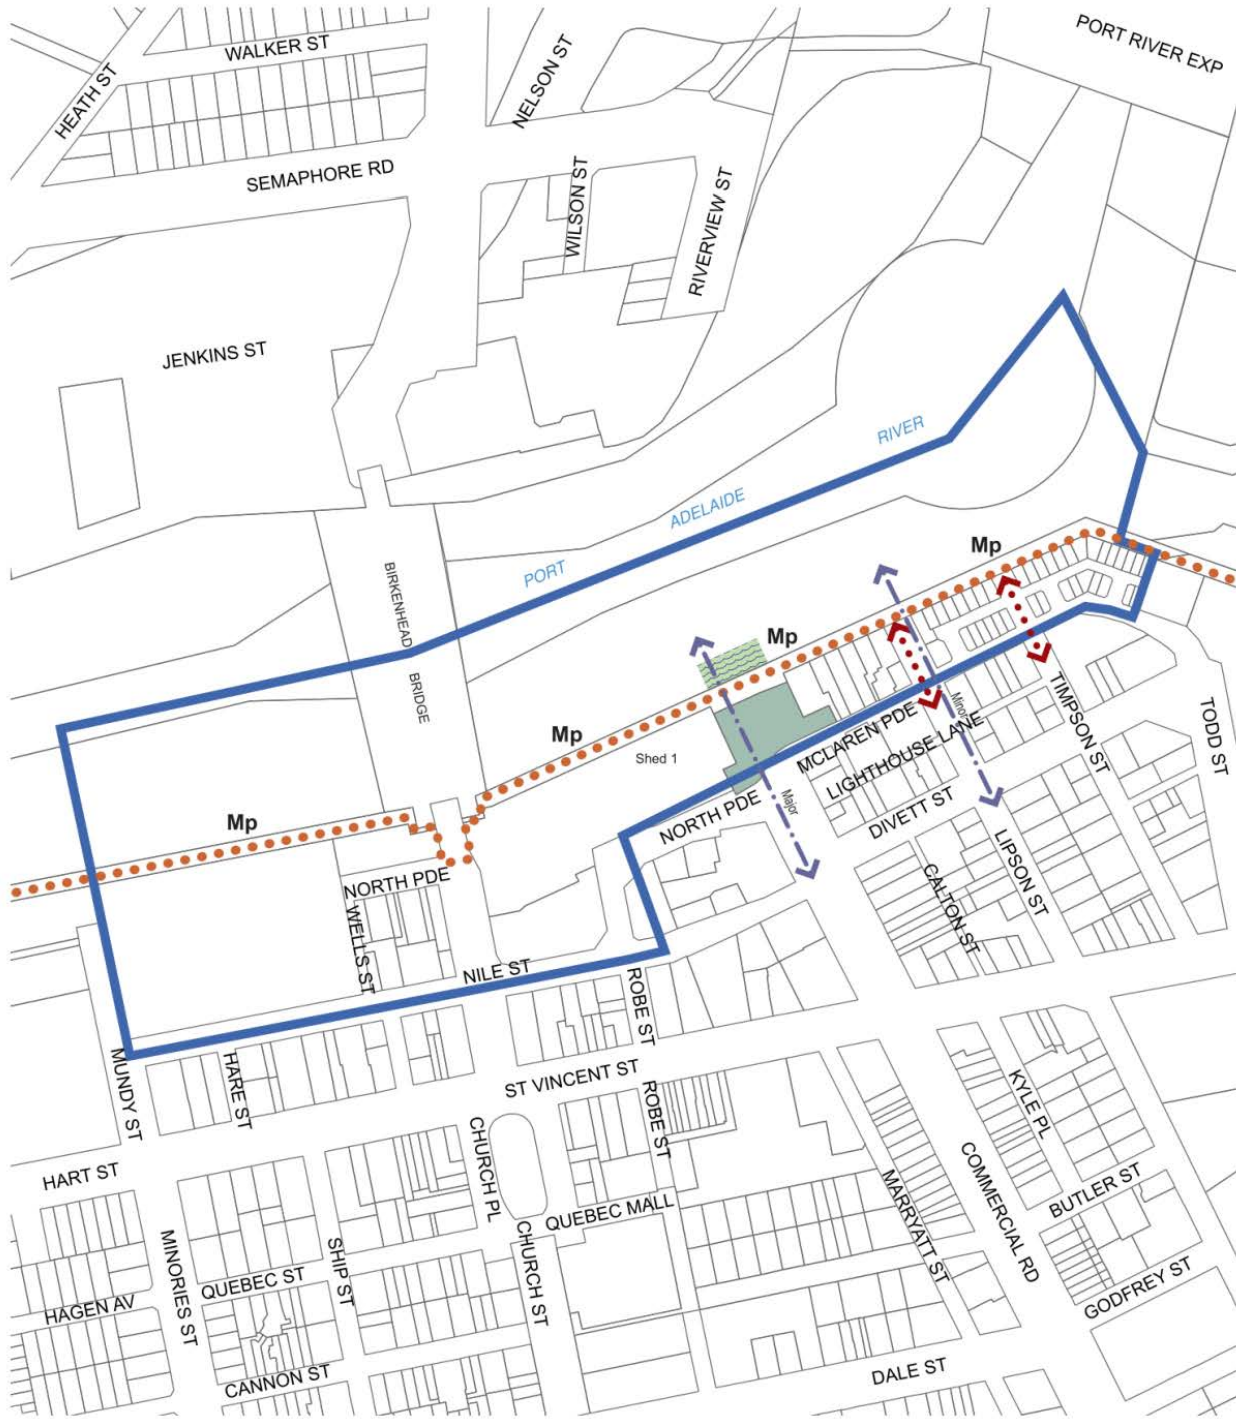 PORT RIVER EXP
WALKER ST
NELSON ST
HEATH ST
SEMAPHORE RD
WILSON ST
RIVERVIEW ST
JENKINS ST
RIVER
ADELAIDE
PORT
BIRKENHEAD
BRIDGE
Mp
Mp
Mp
Mp
Shed 1
MCLAREN PDE
Minor
LIGHTHOUSE LANE
TIMPSON ST
TODD ST
NORTH PDE
Major
DIVETT ST
LIPSON ST
CALTON ST
NORTH PDE
WELLS ST
NILE ST
ROBE ST
MUNDY ST
HARE ST
ST VINCENT ST
ROBE ST
KYLE PL
HART ST
CHURCH PL
COMMERCIAL RD
MARRYATT ST
BUTLER ST
QUEBEC MALL
MINORIES ST
SHIP ST
CHURCH ST
QUEBEC ST
HAGEN AV
GODFREY ST
CANNON ST
DALE ST